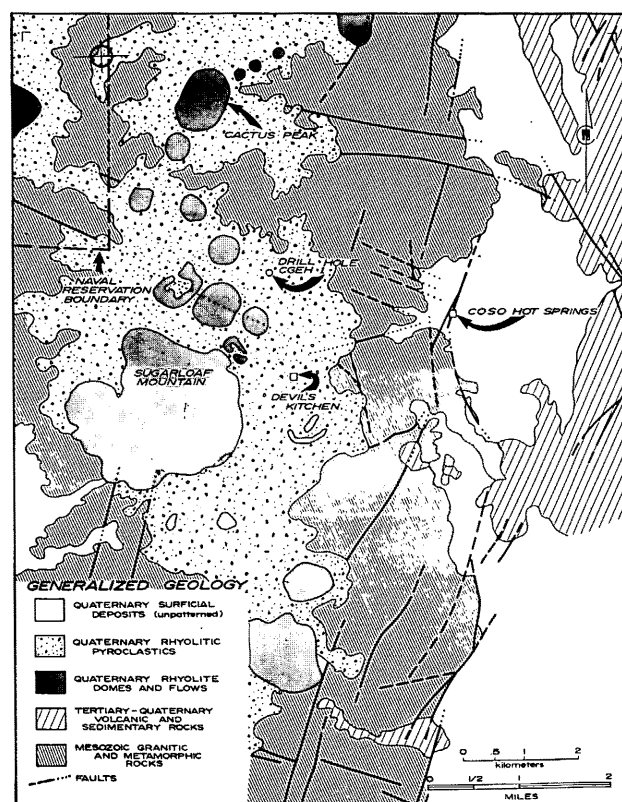 CACTUS PEAK
DRILL HOLE
CGEH
NAVAL
RESERVATION
BOUNDARY
COSO HOT SPRINGS
SUGARLOAF
MOUNTAIN
DEVIL'S
KITCHEN
GENERALIZED GEOLOGY
QUATERNARY SURFICIAL
DEPOSITS (unpatterned)
QUATERNARY RHYOLITIC
PYROCLASTICS
QUATERNARY RHYOLITE
DOMES AND FLOWS
TERTIARY-QUATERNARY
VOLCANIC AND
SEDIMENTARY ROCKS
MESOZOIC GRANITIC
AND METAMORPHIC
ROCKS
FAULTS
0 .5 1 2
kilometers
0 1/2 1 2
MILES